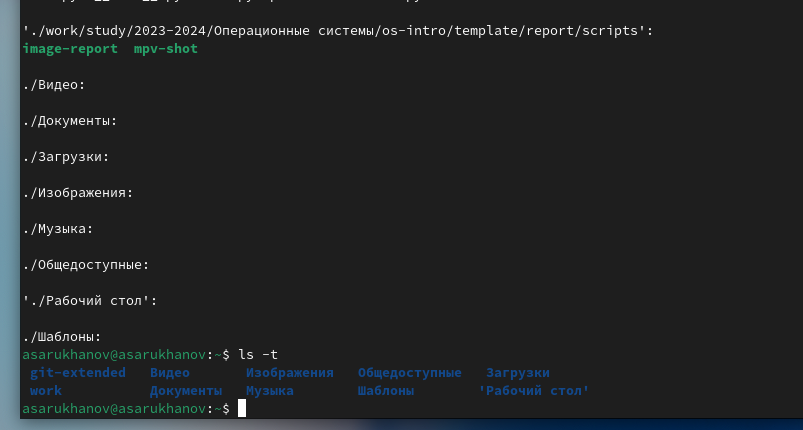 './work/study/2023-2024/Операционные системы/os-intro/template/report/scripts':
image-report  mpv-shot
./Видео:
./Документы:
./Загрузки:
./Изображения:
./Музыка:
./Общедоступные:
'./Рабочий стол':
./Шаблоны:
asarukhanov@asarukhanov:~$ ls -t
git-extended   Видео       Изображения   Общедоступные   Загрузки
work           Документы   Музыка        Шаблоны        'Рабочий стол'
asarukhanov@asarukhanov:~$